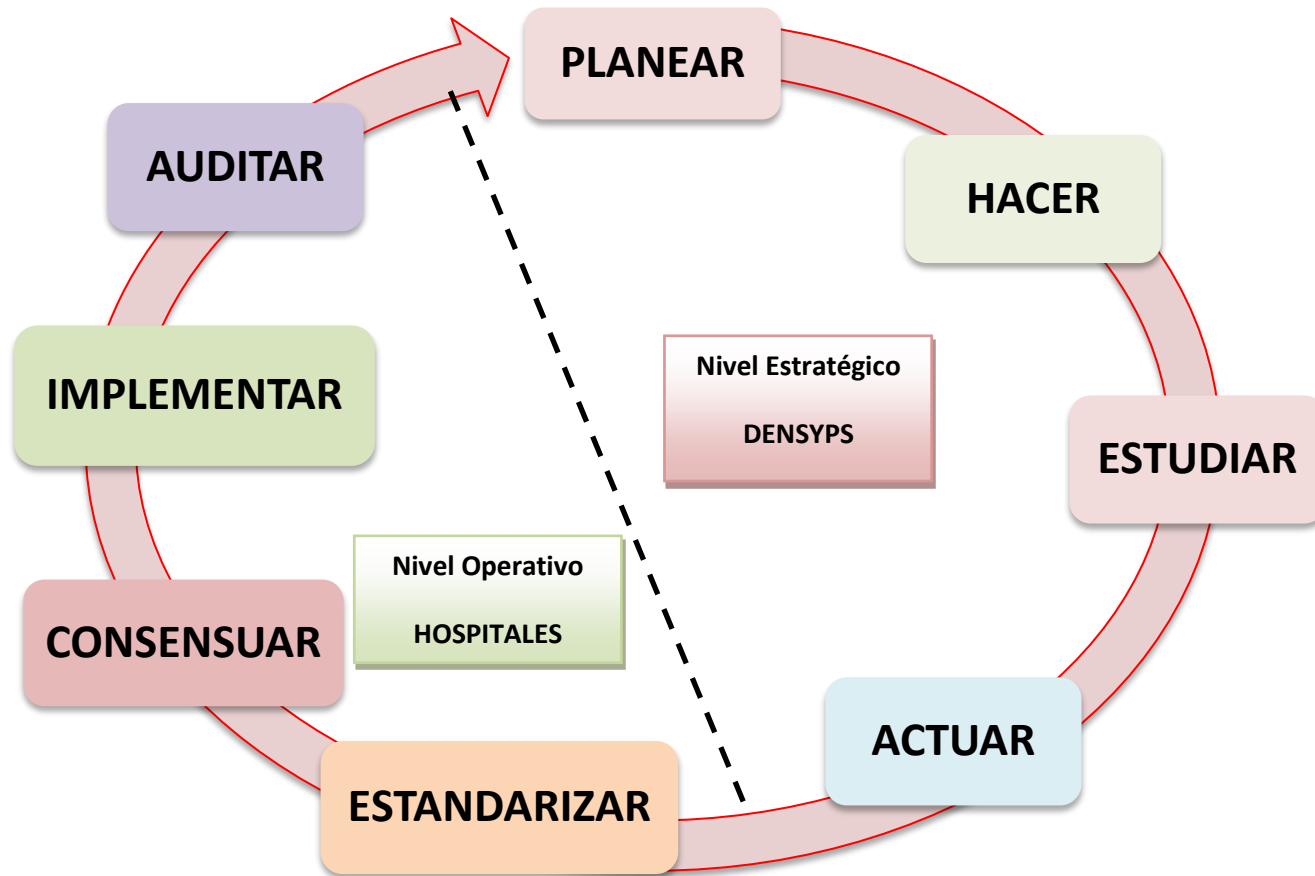 PLANEAR
HACER
ESTUDIAR
ACTUAR
ESTANDARIZAR
CONSENSUAR
IMPLEMENTAR
AUDITAR
Nivel Estratégico
DENSYPS
Nivel Operativo
HOSPITALES